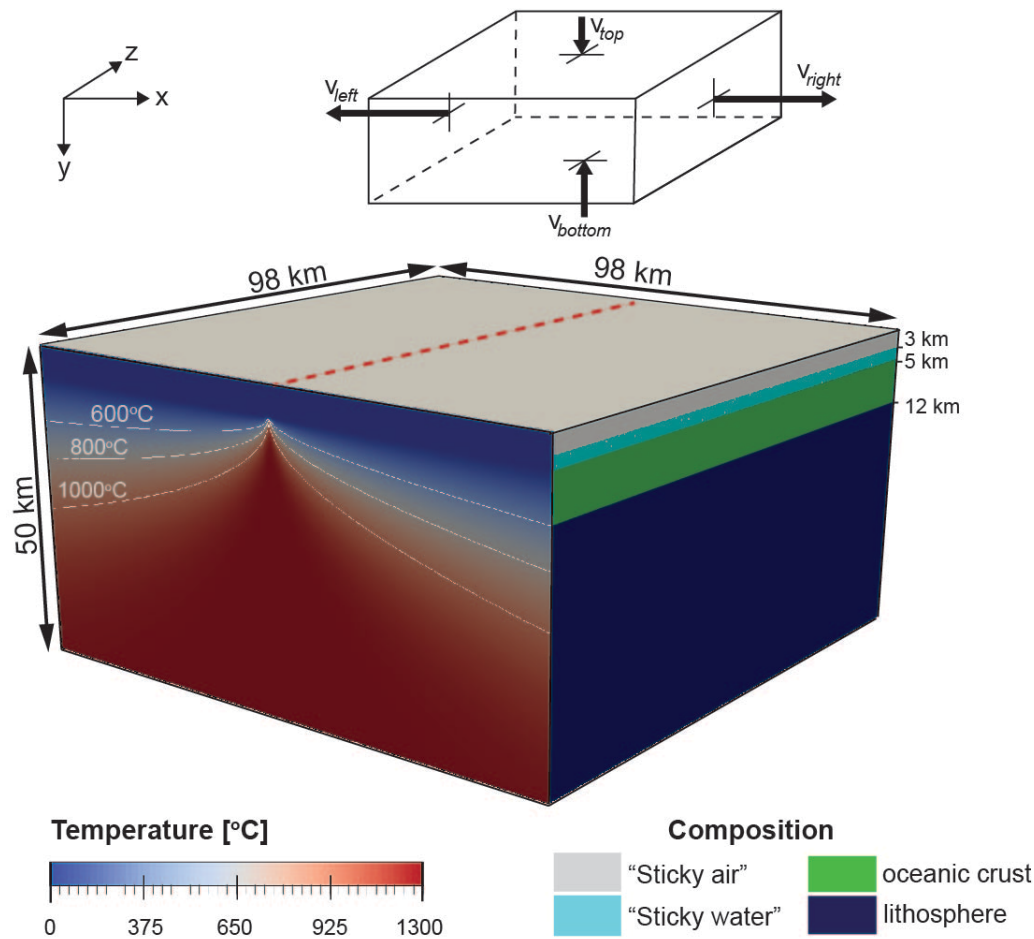 z
x
y
v_top
v_left
v_right
v_bottom
98 km
98 km
3 km
5 km
12 km
50 km
600°C
800°C
1000°C
Temperature [°C]
0 375 650 925 1300
Composition
“Sticky air”
oceanic crust
“Sticky water”
lithosphere